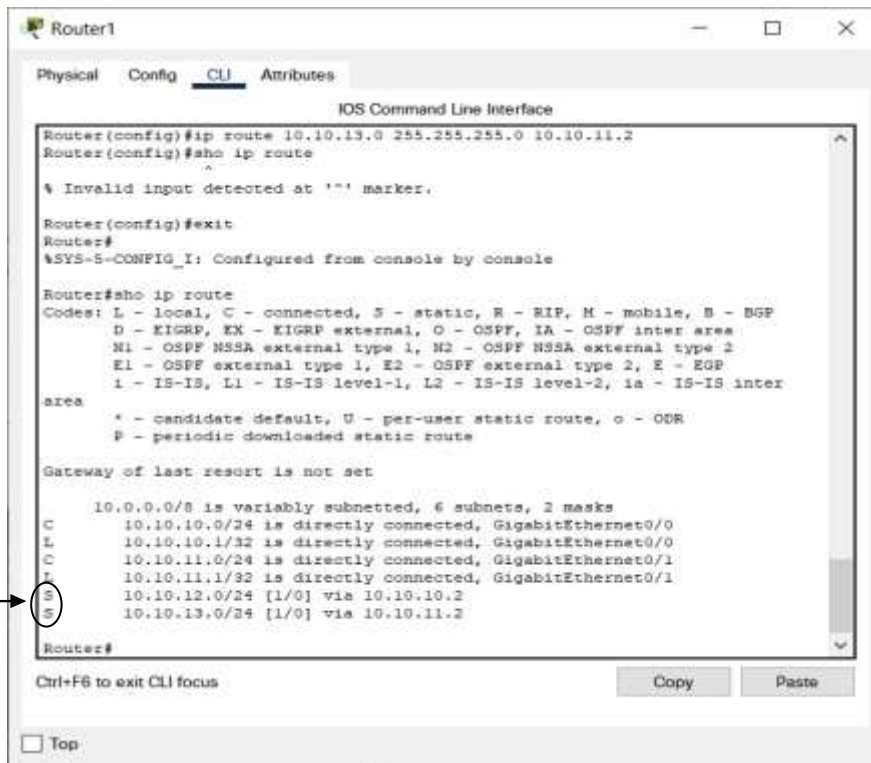 Router1
Physical Config CLI Attributes
IOS Command Line Interface
Router(config)#ip route 10.10.13.0 255.255.255.0 10.10.11.2
Router(config)#sho ip route
^
% Invalid input detected at '^' marker.
Router(config)#exit
Router#
%SYS-5-CONFIG_I: Configured from console by console
Router#sho ip route
Codes: L - local, C - connected, S - static, R - RIP, M - mobile, B - BGP
D - EIGRP, EX - EIGRP external, O - OSPF, IA - OSPF inter area
N1 - OSPF NSSA external type 1, N2 - OSPF NSSA external type 2
E1 - OSPF external type 1, E2 - OSPF external type 2, E - EGP
i - IS-IS, L1 - IS-IS level-1, L2 - IS-IS level-2, ia - IS-IS inter
area
* - candidate default, U - per-user static route, o - ODR
P - periodic downloaded static route
Gateway of last resort is not set
10.0.0.0/8 is variably subnetted, 6 subnets, 2 masks
C 10.10.10.0/24 is directly connected, GigabitEthernet0/0
L 10.10.10.1/32 is directly connected, GigabitEthernet0/0
C 10.10.11.0/24 is directly connected, GigabitEthernet0/1
L 10.10.11.1/32 is directly connected, GigabitEthernet0/1
S 10.10.12.0/24 [1/0] via 10.10.10.2
S 10.10.13.0/24 [1/0] via 10.10.11.2
Router#
Ctrl+F6 to exit CLI focus
Copy Paste
Top